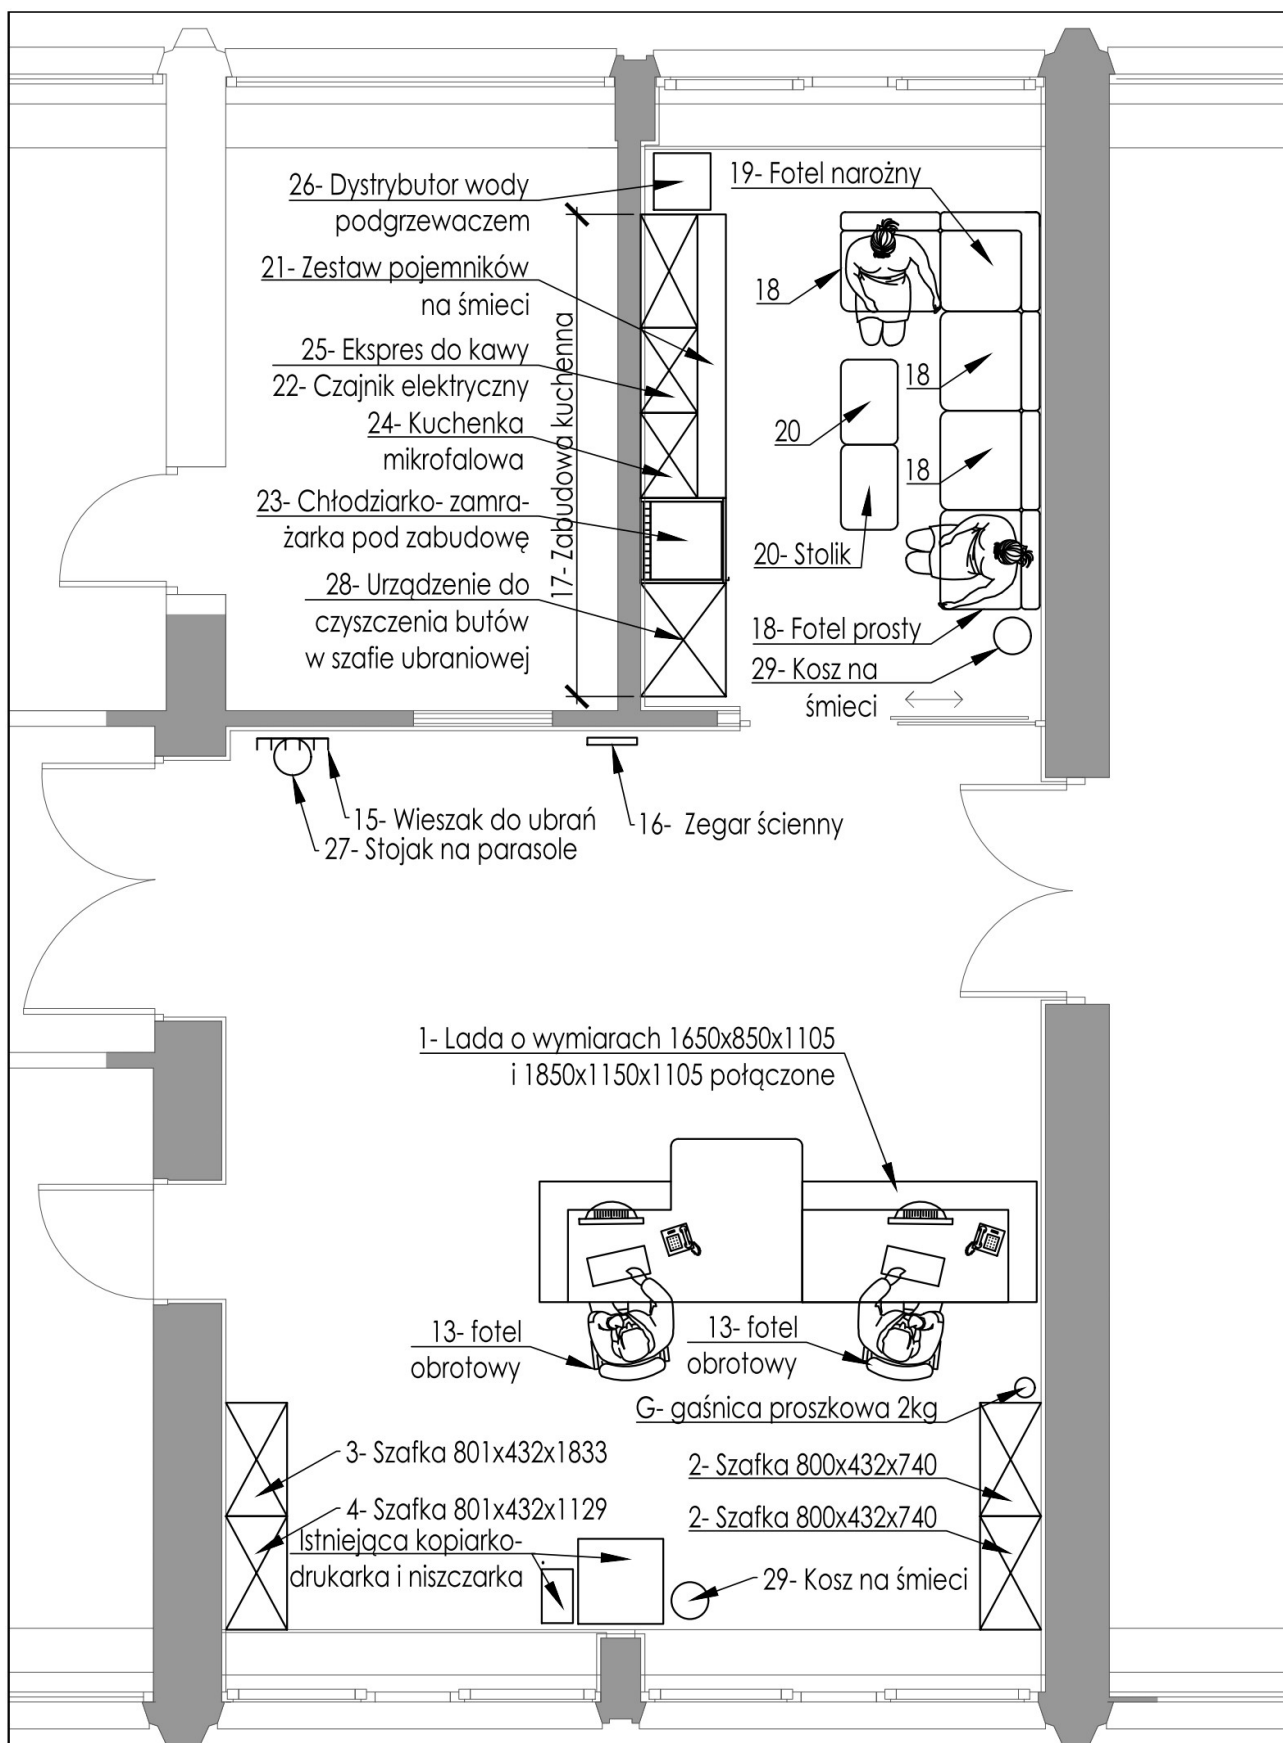 26- Dystrybutor wody
podgrzewaczem
19- Fotel narożny
21- Zestaw pojemników
na śmieci
18
25- Ekspres do kawy
22- Czajnik elektryczny
18
24- Kuchenka
mikrofalowa
20
18
23- Chłodziarko- zamra-
żarka pod zabudowę
17- Zabudowa kuchenna
20- Stolik
28- Urządzenie do
czyszczenia butów
w szafie ubraniowej
18- Fotel prosty
29- Kosz na
śmieci
15- Wieszak do ubrań
27- Stojak na parasole
16- Zegar ścienny
1- Lada o wymiarach 1650x850x1105
i 1850x1150x1105 połączone
13- fotel
obrotowy
13- fotel
obrotowy
G- gaśnica proszkowa 2kg
3- Szafka 801x432x1833
2- Szafka 800x432x740
4- Szafka 801x432x1129
2- Szafka 800x432x740
Istniejąca kopiarko-
drukarka i niszczarka
29- Kosz na śmieci